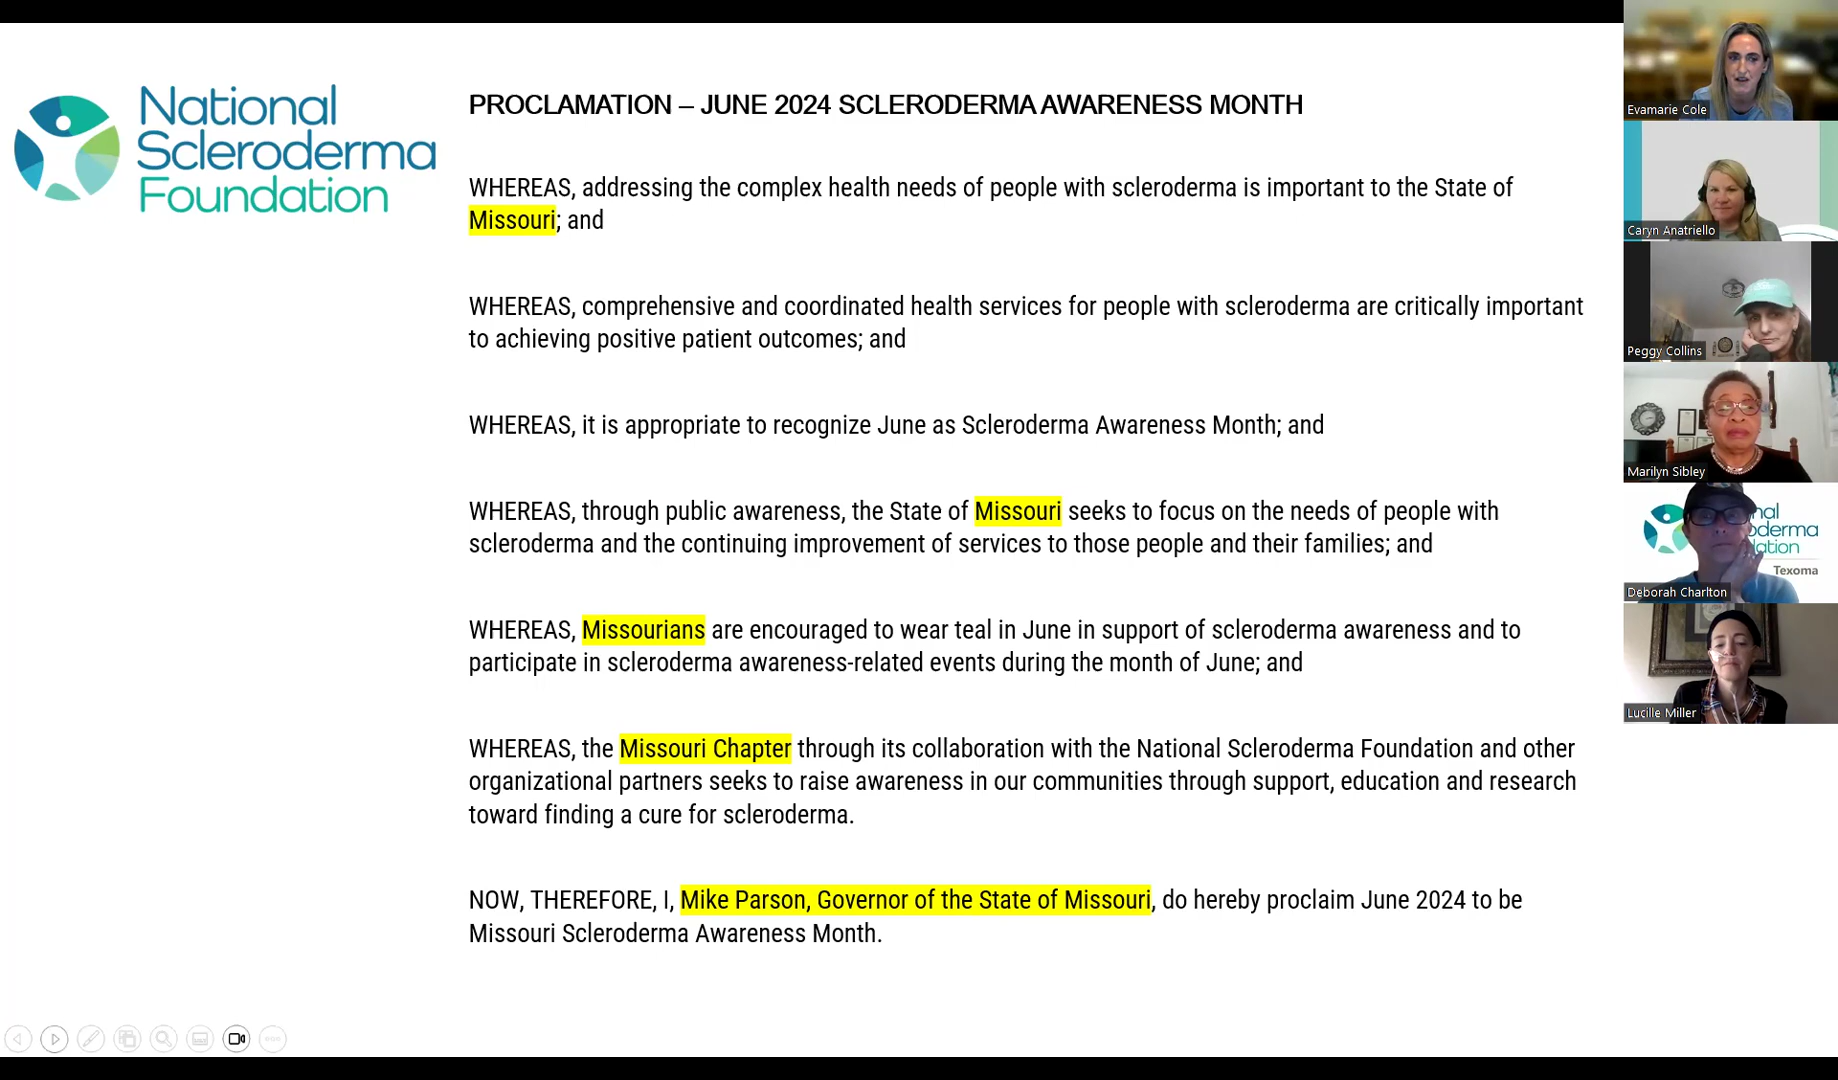 National
Scleroderma
Foundation
PROCLAMATION – JUNE 2024 SCLERODERMA AWARENESS MONTH
WHEREAS, addressing the complex health needs of people with scleroderma is important to the State of
Missouri; and
WHEREAS, comprehensive and coordinated health services for people with scleroderma are critically important
to achieving positive patient outcomes; and
WHEREAS, it is appropriate to recognize June as Scleroderma Awareness Month; and
WHEREAS, through public awareness, the State of Missouri seeks to focus on the needs of people with
scleroderma and the continuing improvement of services to those people and their families; and
WHEREAS, Missourians are encouraged to wear teal in June in support of scleroderma awareness and to
participate in scleroderma awareness-related events during the month of June; and
WHEREAS, the Missouri Chapter through its collaboration with the National Scleroderma Foundation and other
organizational partners seeks to raise awareness in our communities through support, education and research
toward finding a cure for scleroderma.
NOW, THEREFORE, I, Mike Parson, Governor of the State of Missouri, do hereby proclaim June 2024 to be
Missouri Scleroderma Awareness Month.
Evamarie Cole
Caryn Anatriello
Peggy Collins
Marilyn Sibley
nal
oderma
dation
Texoma
Deborah Charlton
Lucille Miller